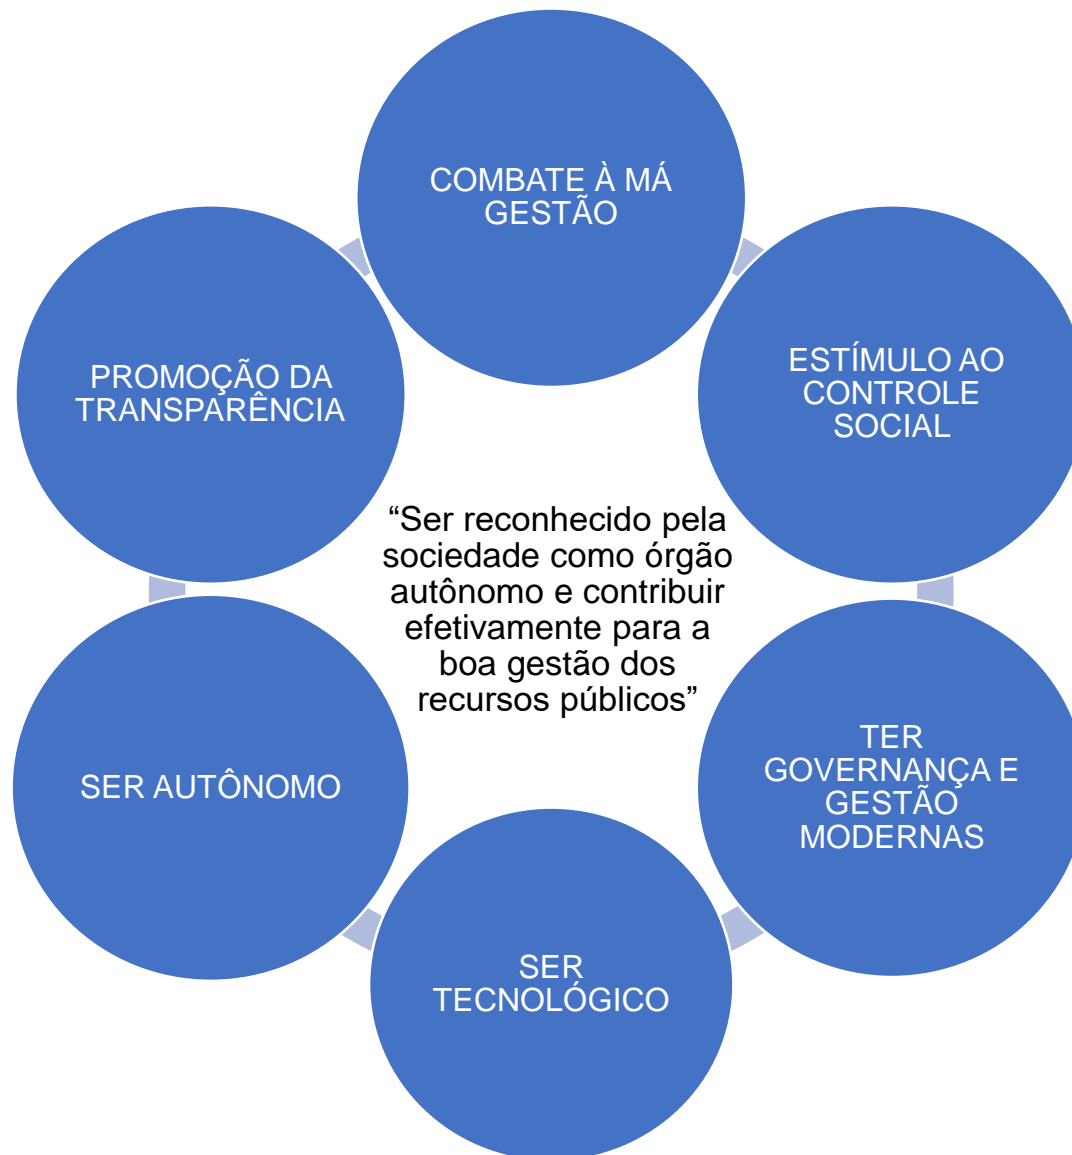 COMBATE À MÁ
GESTÃO
ESTÍMULO AO
CONTROLE
SOCIAL
TER
GOVERNANÇA E
GESTÃO
MODERNAS
SER
TECNOLÓGICO
SER AUTÔNOMO
PROMOÇÃO DA
TRANSPARÊNCIA
“Ser reconhecido pela
sociedade como órgão
autônomo e contribuir
efetivamente para a
boa gestão dos
recursos públicos”